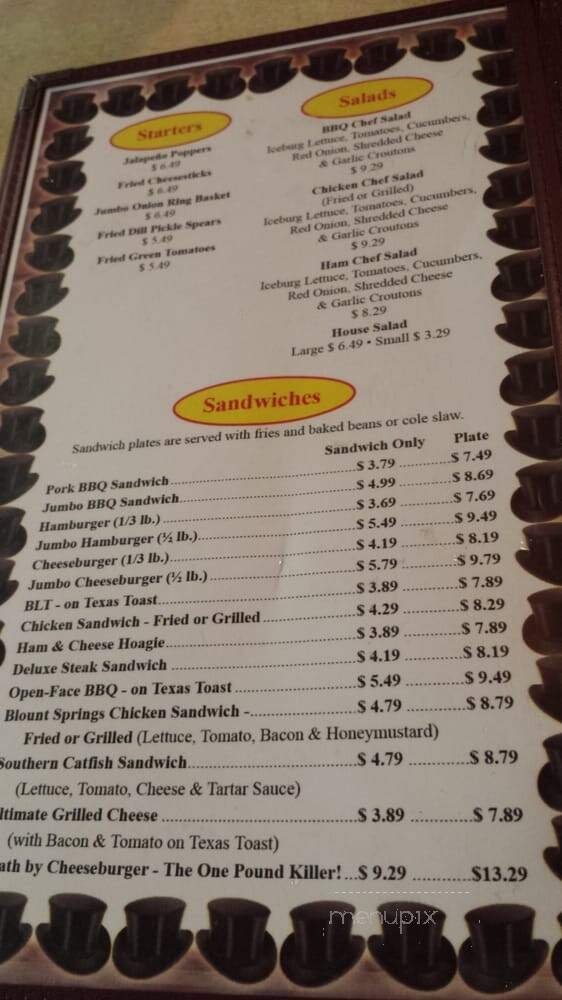 Starters
Jalapeño Poppers
$ 6.49
Fried Cheesesticks
$ 6.49
Jumbo Onion Ring Basket
$ 6.49
Fried Dill Pickle Spears
$ 5.49
Fried Green Tomatoes
$ 5.49
Salads
BBQ Chef Salad
Iceburg Lettuce, Tomatoes, Cucumbers,
Red Onion, Shredded Cheese
& Garlic Croutons
$ 9.29
Chicken Chef Salad
(Fried or Grilled)
Iceburg Lettuce, Tomatoes, Cucumbers,
Red Onion, Shredded Cheese
& Garlic Croutons
$ 9.29
Ham Chef Salad
Iceburg Lettuce, Tomatoes, Cucumbers,
Red Onion, Shredded Cheese
& Garlic Croutons
$ 8.29
House Salad
Large $ 6.49 • Small $ 3.29
Sandwiches
Sandwich plates are served with fries and baked beans or cole slaw.
Sandwich Only Plate
Pork BBQ Sandwich $ 3.79 $ 7.49
Jumbo BBQ Sandwich $ 4.99 $ 8.69
Hamburger (1/3 lb.) $ 3.69 $ 7.69
Jumbo Hamburger (½ lb.) $ 5.49 $ 9.49
Cheeseburger (1/3 lb.) $ 4.19 $ 8.19
Jumbo Cheeseburger (½ lb.) $ 5.79 $ 9.79
BLT - on Texas Toast $ 3.89 $ 7.89
Chicken Sandwich - Fried or Grilled $ 4.29 $ 8.29
Ham & Cheese Hoagie $ 3.89 $ 7.89
Deluxe Steak Sandwich $ 4.19 $ 8.19
Open-Face BBQ - on Texas Toast $ 5.49 $ 9.49
Blount Springs Chicken Sandwich - $ 4.79 $ 8.79
Fried or Grilled (Lettuce, Tomato, Bacon & Honeymustard)
Southern Catfish Sandwich $ 4.79 $ 8.79
(Lettuce, Tomato, Cheese & Tartar Sauce)
ltimate Grilled Cheese $ 3.89 $ 7.89
(with Bacon & Tomato on Texas Toast)
ath by Cheeseburger - The One Pound Killer! $ 9.29 $13.29
menupix